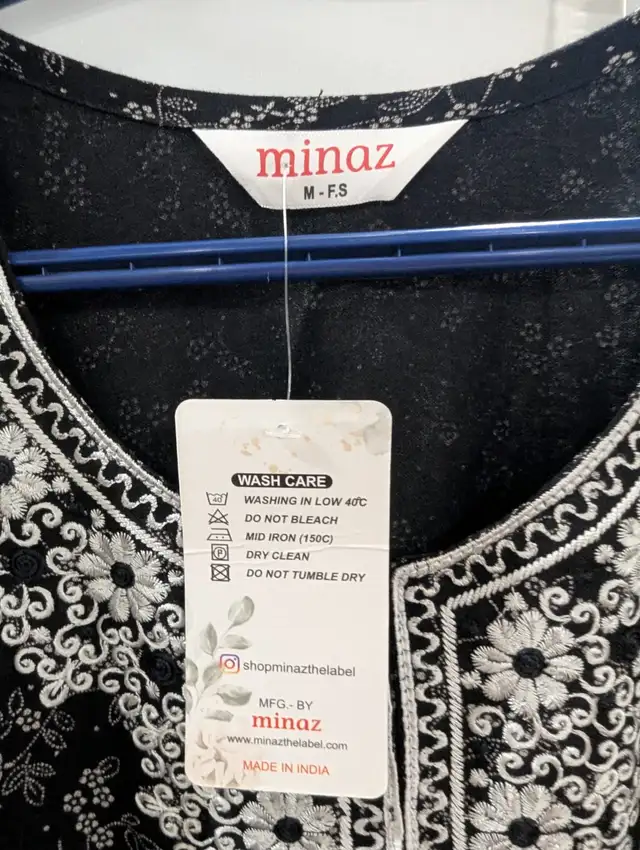 minaz
M - F.S
WASH CARE
40° WASHING IN LOW 40°C
DO NOT BLEACH
MID IRON (150C)
P DRY CLEAN
DO NOT TUMBLE DRY
shopminazthelabel
MFG.- BY
minaz
www.minazthelabel.com
MADE IN INDIA